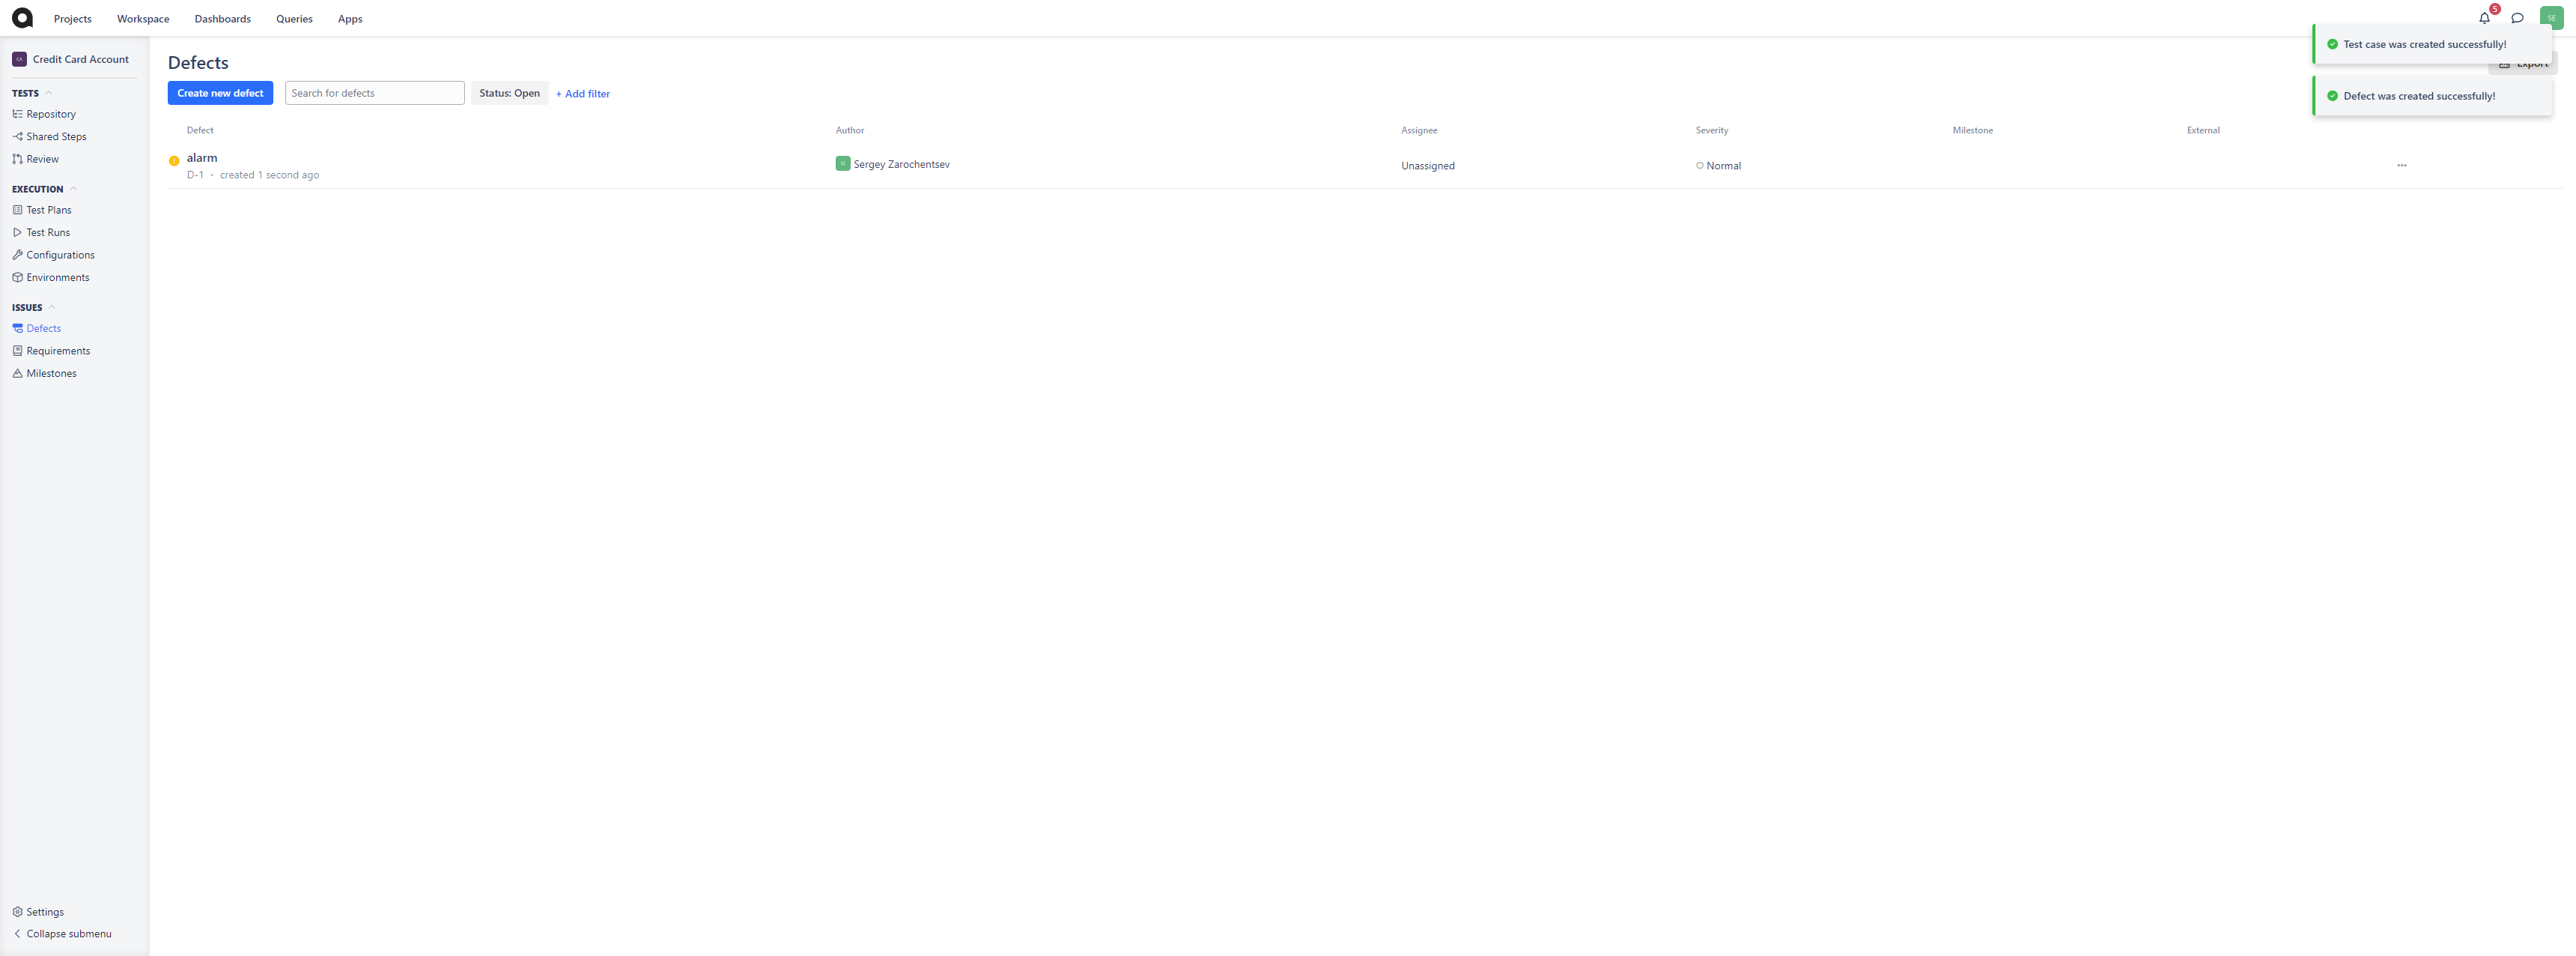 Projects Workspace Dashboards Queries Apps 5 SE
Credit Card Account
TESTS
Repository
Shared Steps
Review
EXECUTION
Test Plans
Test Runs
Configurations
Environments
ISSUES
Defects
Requirements
Milestones
Settings
Collapse submenu
Defects
Create new defect Search for defects Status: Open + Add filter
Test case was created successfully!
Export
Defect was created successfully!
Defect Author Assignee Severity Milestone External
alarm Sergey Zarochentsev Unassigned Normal
D-1 · created 1 second ago